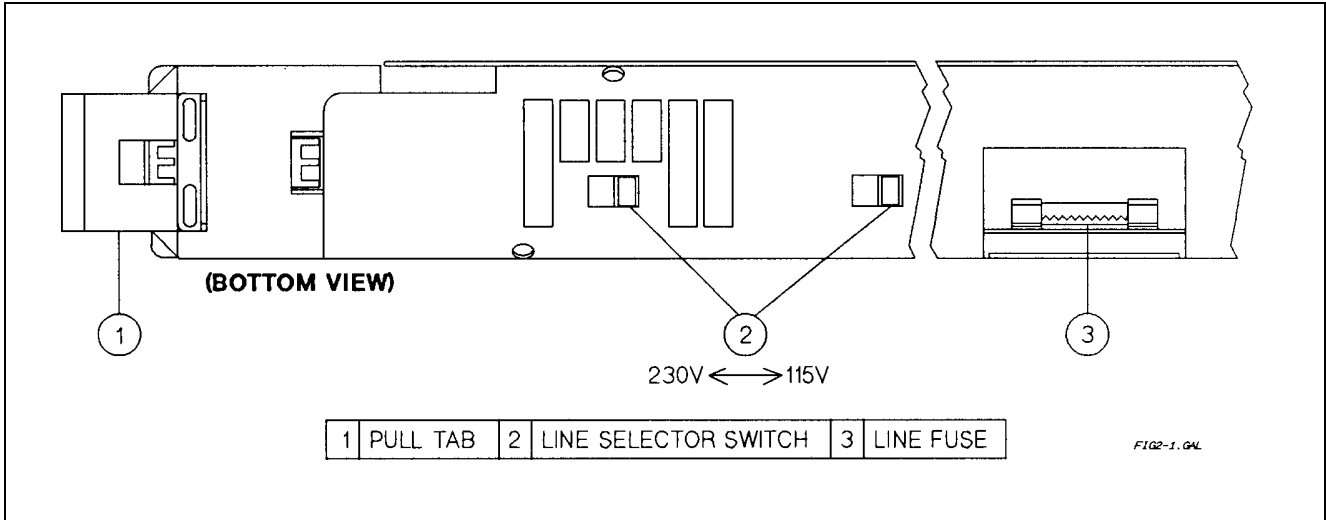 (BOTTOM VIEW)
1
2
3
230V ⟷ 115V
1 PULL TAB 2 LINE SELECTOR SWITCH 3 LINE FUSE
FIG2-1.GAL